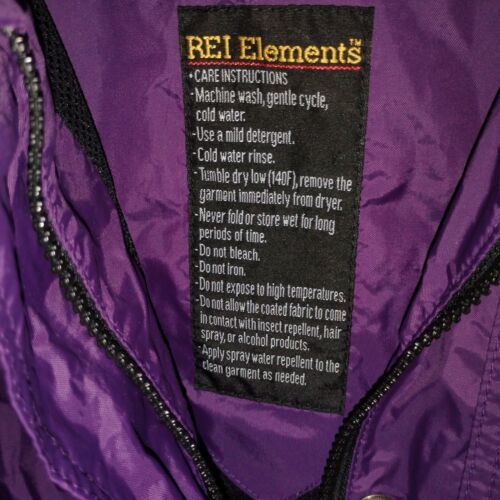 REI Elements™
•CARE INSTRUCTIONS
-Machine wash, gentle cycle,
cold water.
-Use a mild detergent.
-Cold water rinse.
-Tumble dry low (140F), remove the
garment immediately from dryer.
-Never fold or store wet for long
periods of time.
-Do not bleach.
-Do not iron.
-Do not expose to high temperatures.
-Do not allow the coated fabric to come
in contact with insect repellent, hair
spray, or alcohol products.
-Apply spray water repellent to the
clean garment as needed.